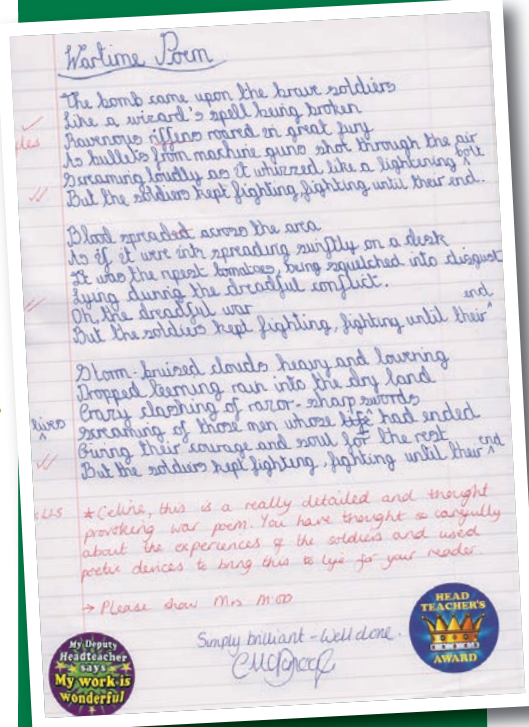 Wartime Poem
The bomb came upon the brave soldiers
Like a wizard's spell being broken
Ravenous riffins roared in great fury
As bullets from machine guns shot through the air
Screaming loudly as it whizzed like a lightening bolt
But the soldiers kept fighting fighting until their end.
Blood spreaded across the area
As if it were ink spreading swiftly on a desk
It was the ripest tomatoes, being squelched into disgust
Lying during the dreadful conflict.
Oh the dreadful war
But the soldiers kept fighting, fighting until their end
Storm-bruised clouds heavy and louring
Dropped teeming rain into the dry land
Crazy clashing of razor-sharp swords
lives
Screaming of those men whose life had ended
Giving their courage and soul for the rest
But the soldiers kept fighting, fighting until their end
* Celine, this is a really detailed and thought
provoking war poem. You have thought so carefully
about the experiences of the soldiers and used
poetic devices to bring this to life for your reader.
→ Please show Mrs
Simply brilliant - Well done.
My Deputy
Headteacher
says
My work is
wonderful
HEAD
TEACHER'S
AWARD